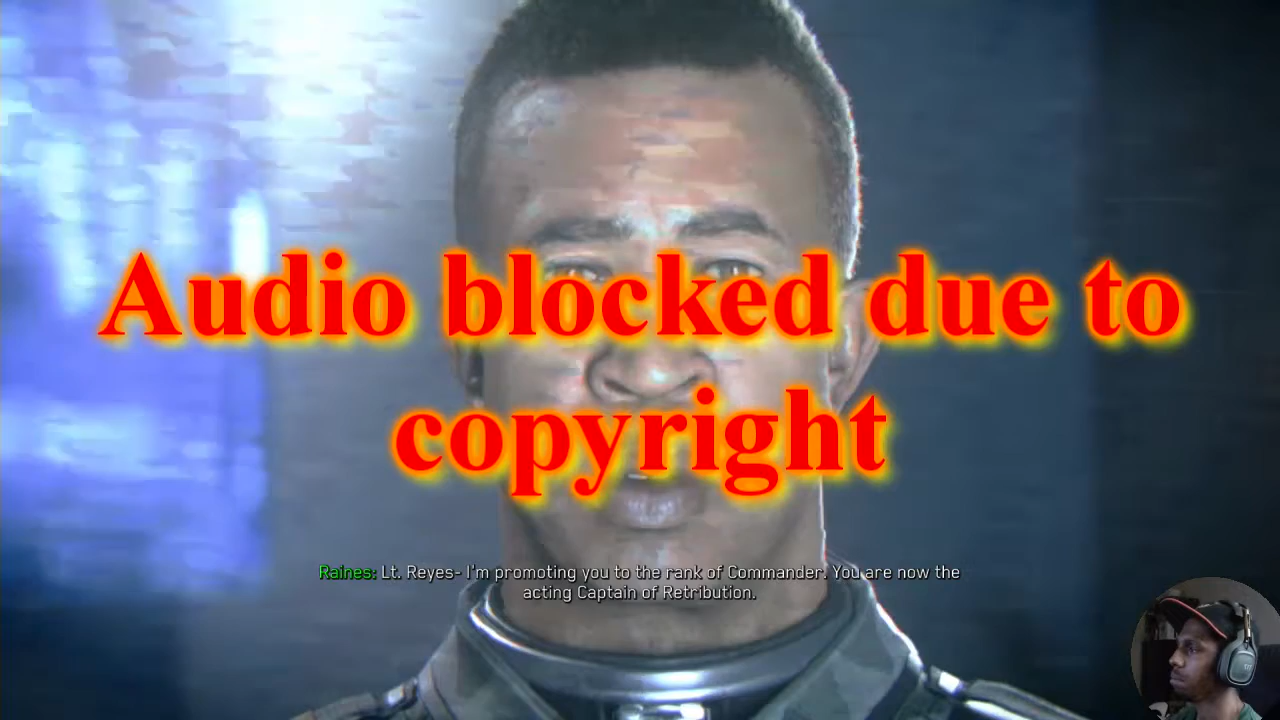 Audio blocked due to
copyright
Raines: Lt. Reyes- I'm promoting you to the rank of Commander. You are now the
acting Captain of Retribution.